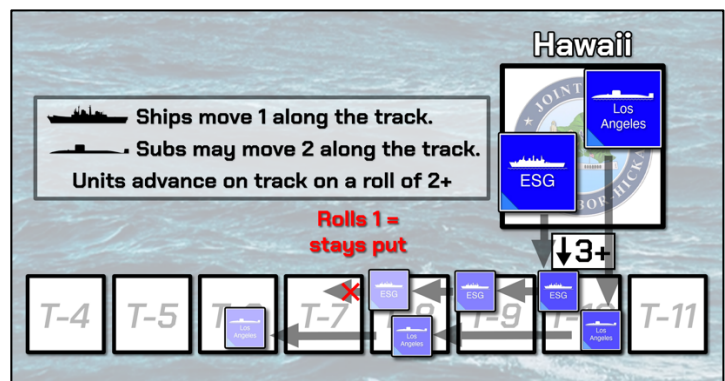 Hawaii
JOINT
Los
Angeles
ESG
Ships move 1 along the track.
Subs may move 2 along the track.
Units advance on track on a roll of 2+
Rolls 1 =
stays put
3+
T-4
T-5
Los
Angeles
T-7
ESG
Los
Angeles
ESG
T-9
ESG
Los
Angeles
T-11